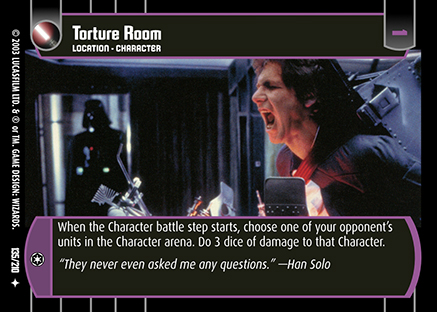 Torture Room
LOCATION - CHARACTER
1
When the Character battle step starts, choose one of your opponent's
units in the Character arena. Do 3 dice of damage to that Character.
"They never even asked me any questions." —Han Solo
© 2003 LUCASFILM LTD. & ® or TM. GAME DESIGN: WIZARDS.
135/210